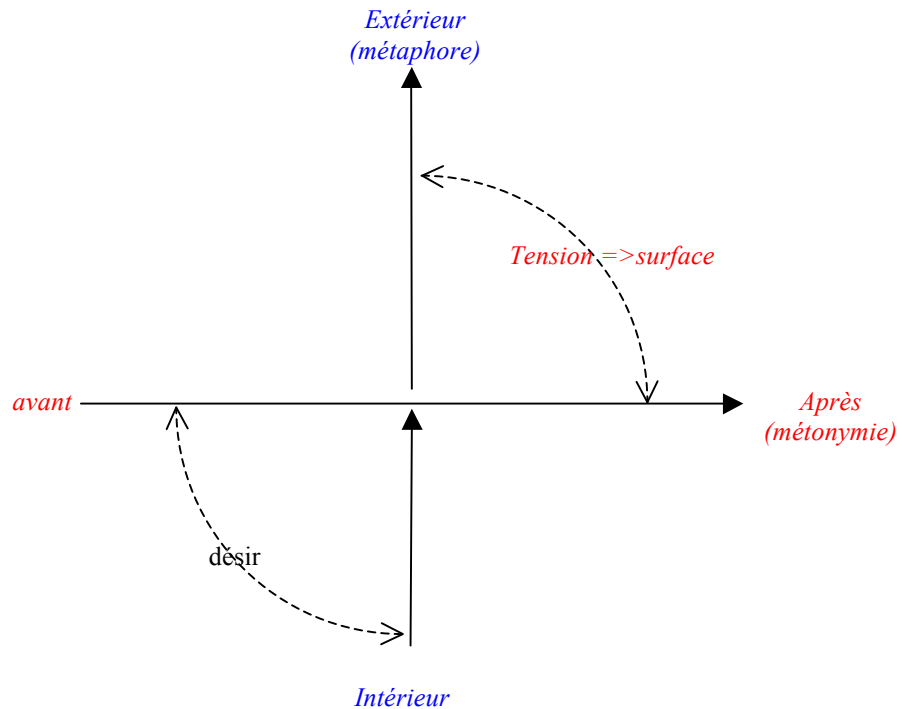 Extérieur
(métaphore)
Tension =>surface
avant
Après
(métonymie)
désir
Intérieur